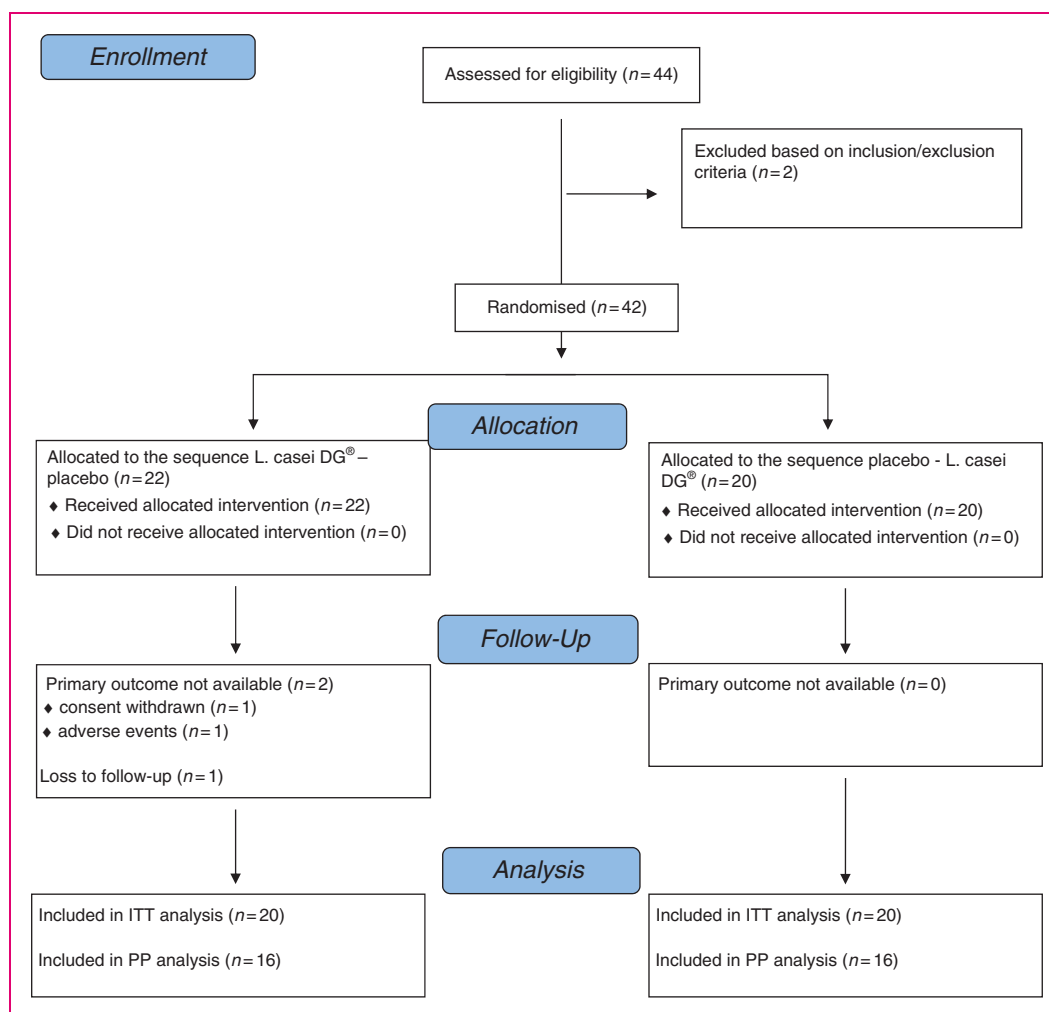 Enrollment
Assessed for eligibility (n=44)
Excluded based on inclusion/exclusion
criteria (n=2)
Randomised (n=42)
Allocation
Allocated to the sequence L. casei DG® –
placebo (n=22)
♦ Received allocated intervention (n=22)
♦ Did not receive allocated intervention (n=0)
Allocated to the sequence placebo - L. casei
DG® (n=20)
♦ Received allocated intervention (n=20)
♦ Did not receive allocated intervention (n=0)
Follow-Up
Primary outcome not available (n=2)
♦ consent withdrawn (n=1)
♦ adverse events (n=1)
Loss to follow-up (n=1)
Primary outcome not available (n=0)
Analysis
Included in ITT analysis (n=20)
Included in PP analysis (n=16)
Included in ITT analysis (n=20)
Included in PP analysis (n=16)